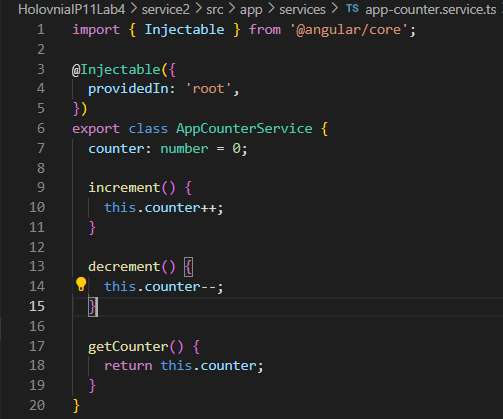 HolovniaIP11Lab4 > service2 > src > app > services > TS app-counter.service.ts
1 import { Injectable } from '@angular/core';
2
3 @Injectable({
4   providedIn: 'root',
5 })
6 export class AppCounterService {
7   counter: number = 0;
8
9   increment() {
10     this.counter++;
11   }
12
13   decrement() {
14     this.counter--;
15   }
16
17   getCounter() {
18     return this.counter;
19   }
20 }